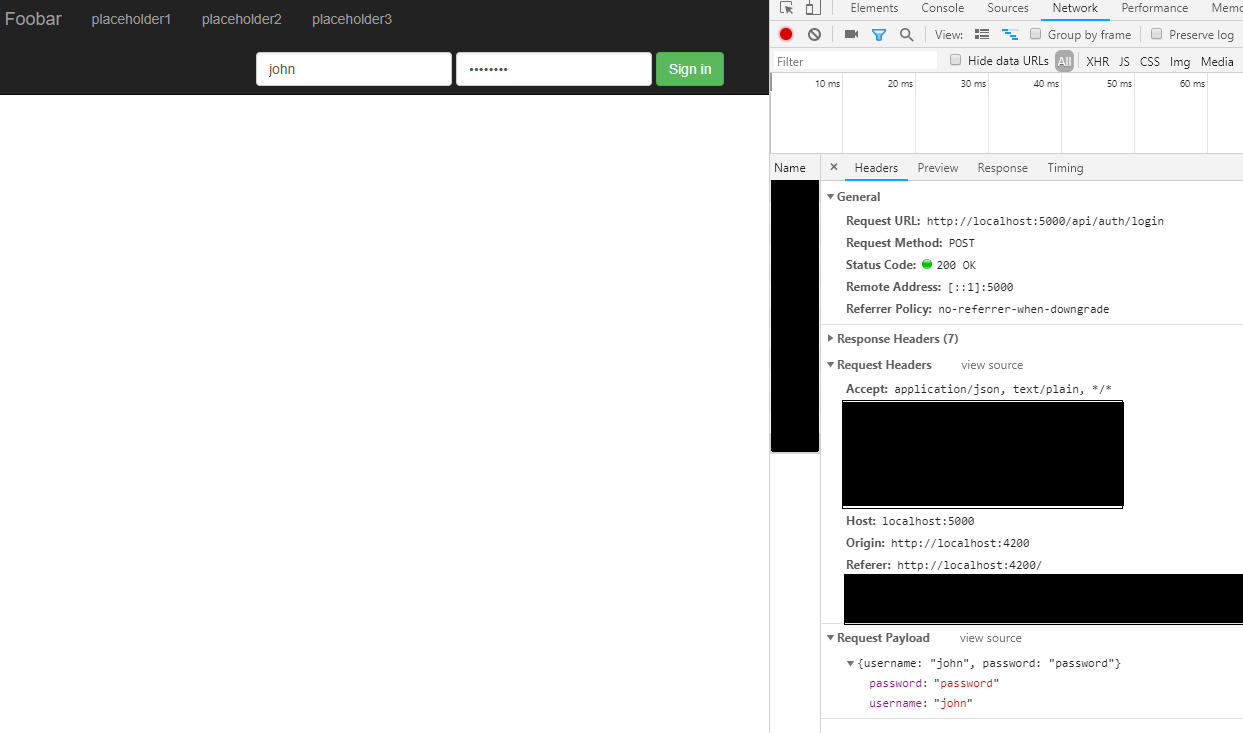 Foobar placeholder1 placeholder2 placeholder3
john •••••••• Sign in
Elements Console Sources Network Performance Memo
View: Group by frame Preserve log
Filter Hide data URLs All XHR JS CSS Img Media
10 ms 20 ms 30 ms 40 ms 50 ms 60 ms
Name × Headers Preview Response Timing
General
Request URL: http://localhost:5000/api/auth/login
Request Method: POST
Status Code: 200 OK
Remote Address: [::1]:5000
Referrer Policy: no-referrer-when-downgrade
Response Headers (7)
Request Headers view source
Accept: application/json, text/plain, */*
Host: localhost:5000
Origin: http://localhost:4200
Referer: http://localhost:4200/
Request Payload view source
{username: "john", password: "password"}
password: "password"
username: "john"